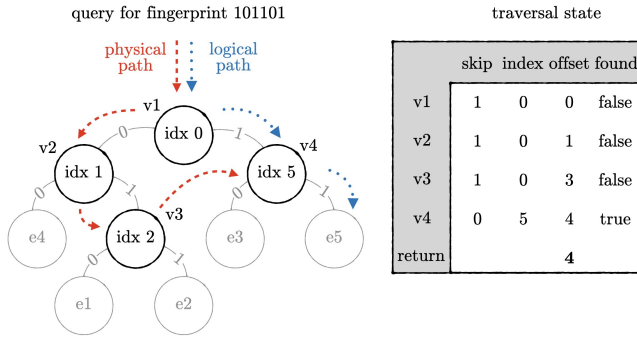 query for fingerprint 101101
physical
path
logical
path
v1
idx 0
0
1
v2
v4
idx 1
idx 5
0
1
0
1
v3
e4
idx 2
e3
e5
0
1
e1
e2
traversal state
skip index offset found
v1 1 0 0 false
v2 1 0 1 false
v3 1 0 3 false
v4 0 5 4 true
return 4